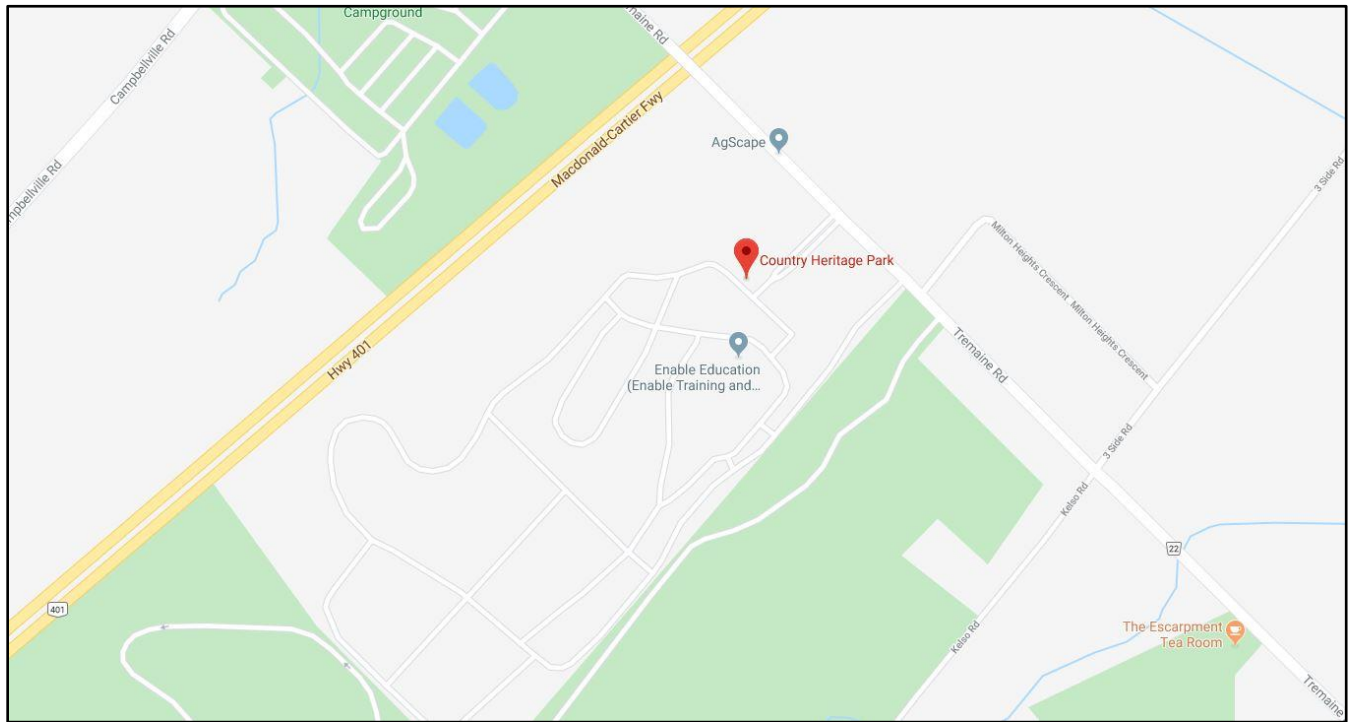 Campground
maine Rd
Campbellville Rd
mpbellville Rd
Macdonald-Cartier Fwy
AgScape
3 Side Rd
Country Heritage Park
Milton Heights Crescent
Milton Heights Crescent
Hwy 401
Enable Education
(Enable Training and...
Tremaine Rd
3 Side Rd
Kelso Rd
22
401
The Escarpment
Tea Room
Kelso Rd
Tremaine